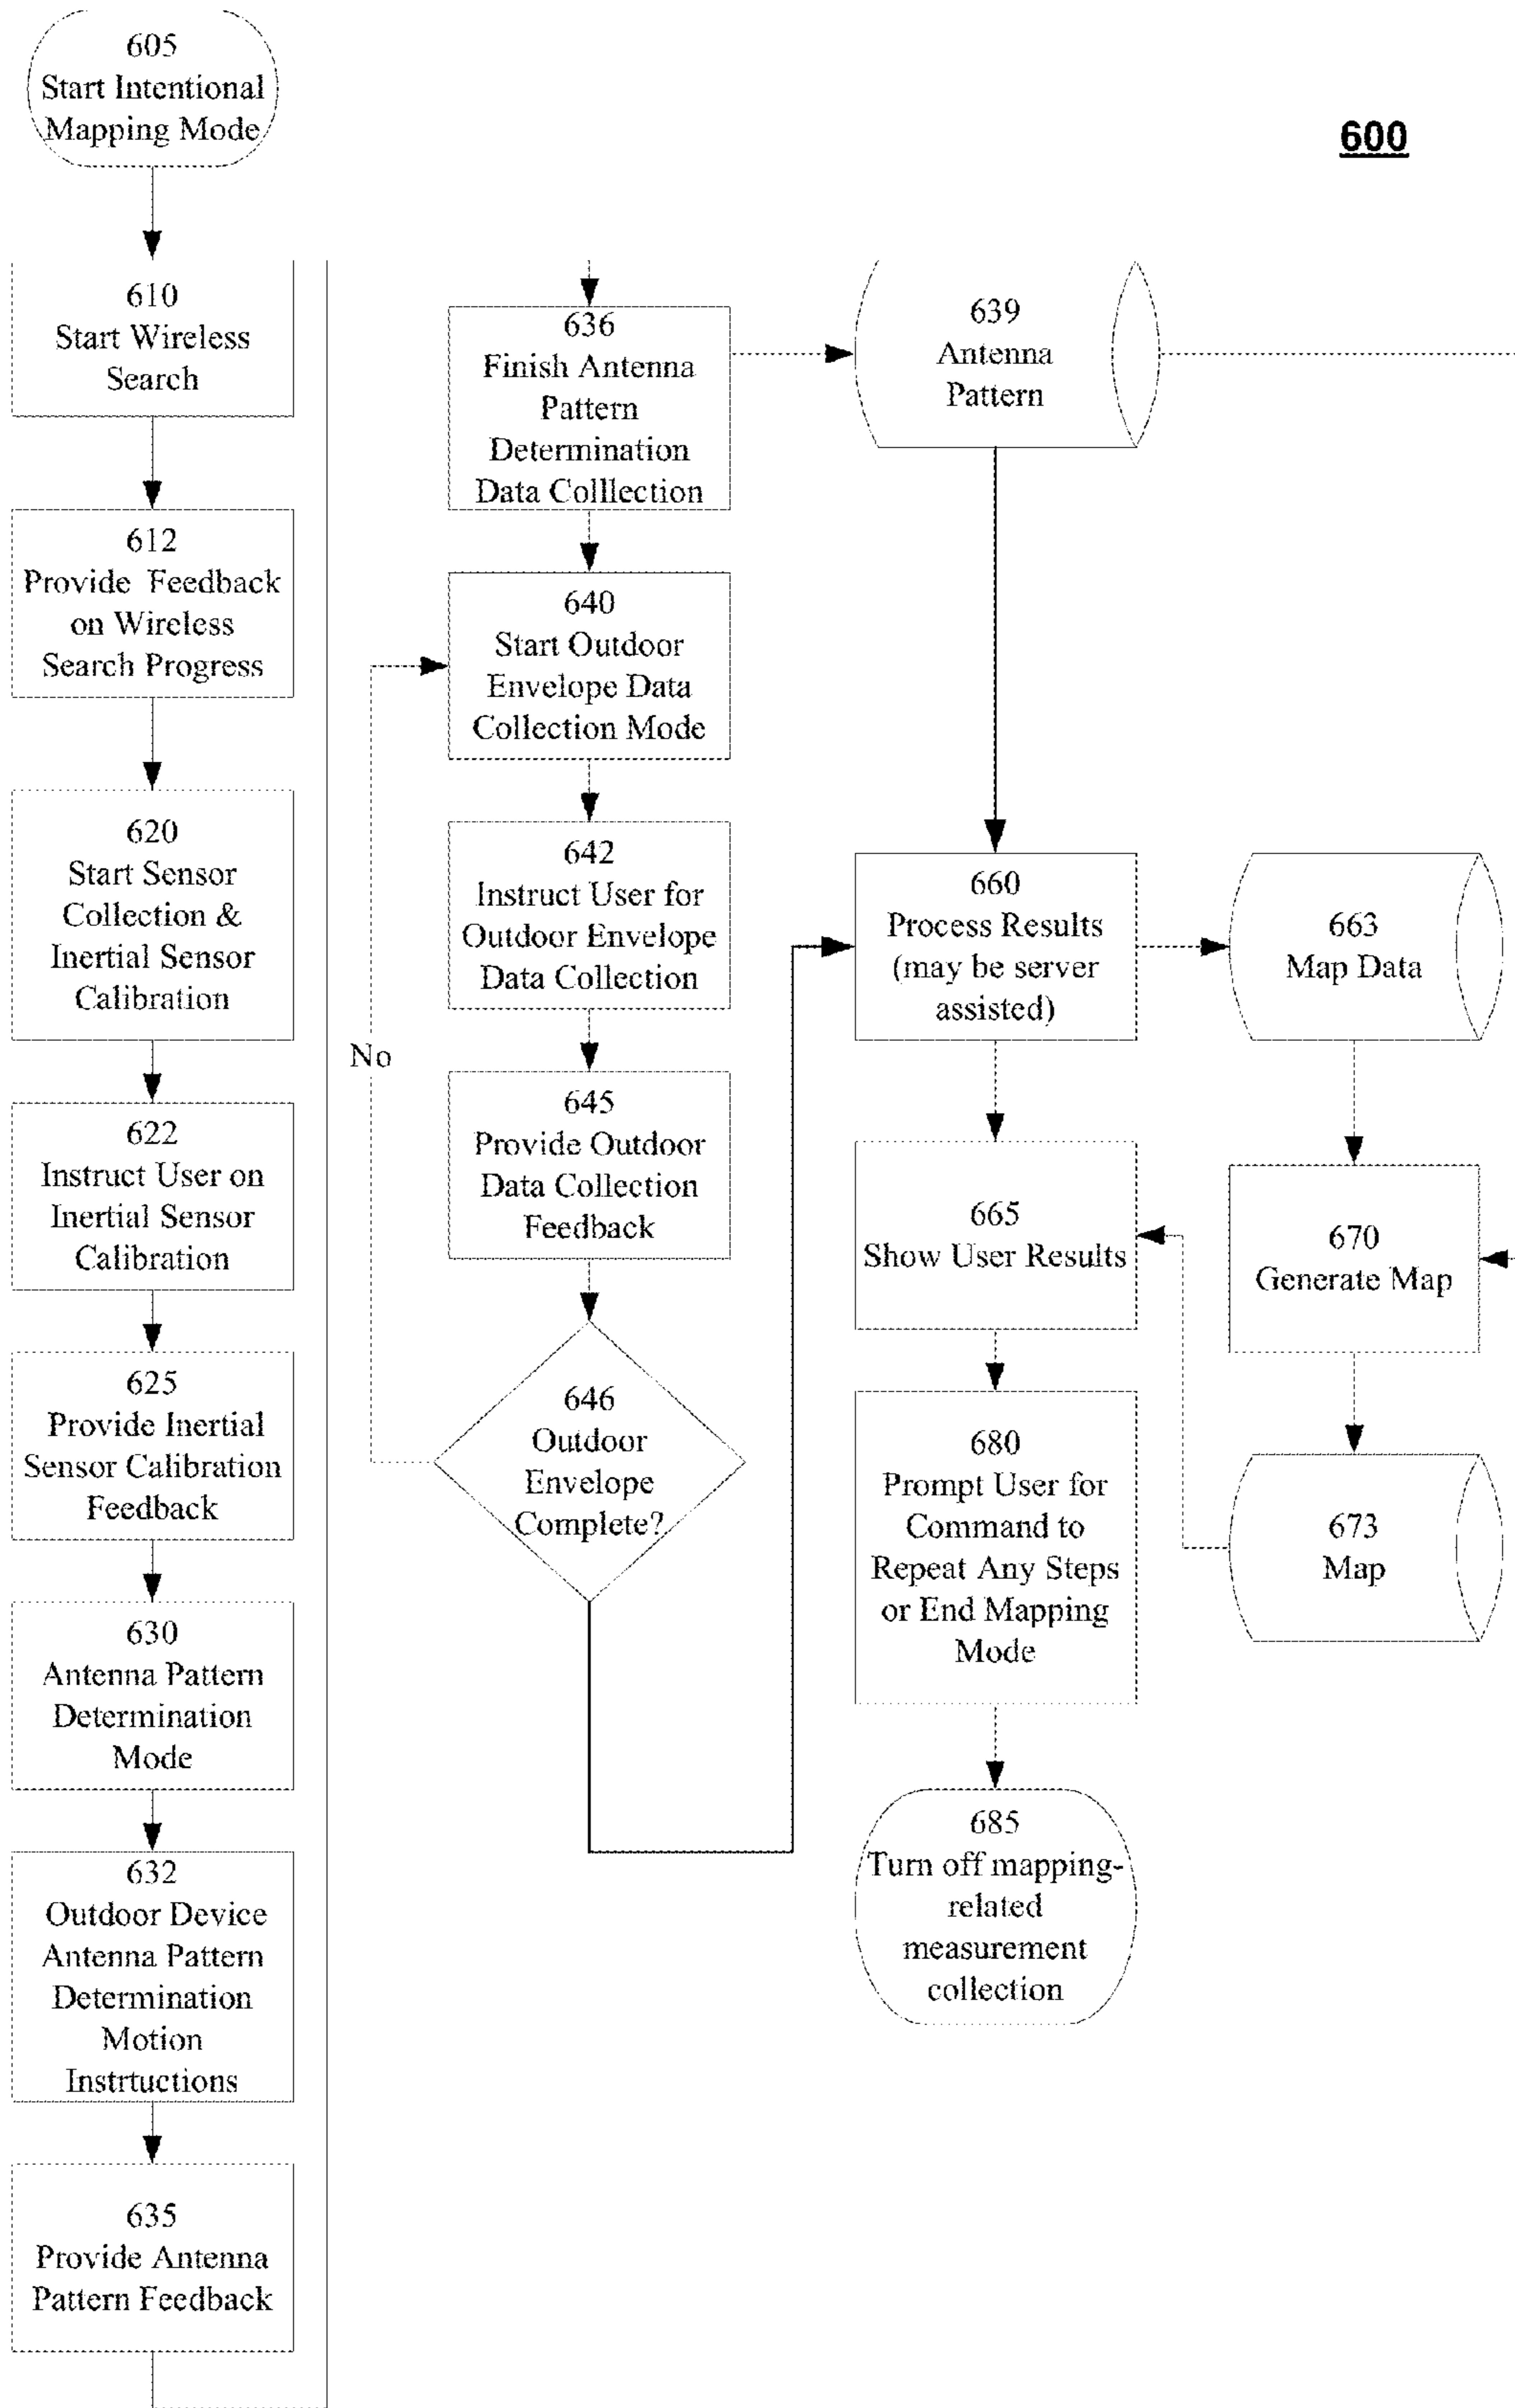 605
Start Intentional
Mapping Mode
600
610
Start Wireless
Search
612
Provide Feedback
on Wireless
Search Progress
620
Start Sensor
Collection &
Inertial Sensor
Calibration
622
Instruct User on
Inertial Sensor
Calibration
625
Provide Inertial
Sensor Calibration
Feedback
630
Antenna Pattern
Determination
Mode
632
Outdoor Device
Antenna Pattern
Determination
Motion
Instrtuctions
635
Provide Antenna
Pattern Feedback
636
Finish Antenna
Pattern
Determination
Data Colllection
639
Antenna
Pattern
640
Start Outdoor
Envelope Data
Collection Mode
642
Instruct User for
Outdoor Envelope
Data Collection
645
Provide Outdoor
Data Collection
Feedback
646
Outdoor
Envelope
Complete?
No
660
Process Results
(may be server
assisted)
663
Map Data
665
Show User Results
670
Generate Map
673
Map
680
Prompt User for
Command to
Repeat Any Steps
or End Mapping
Mode
685
Turn off mapping-
related
measurement
collection